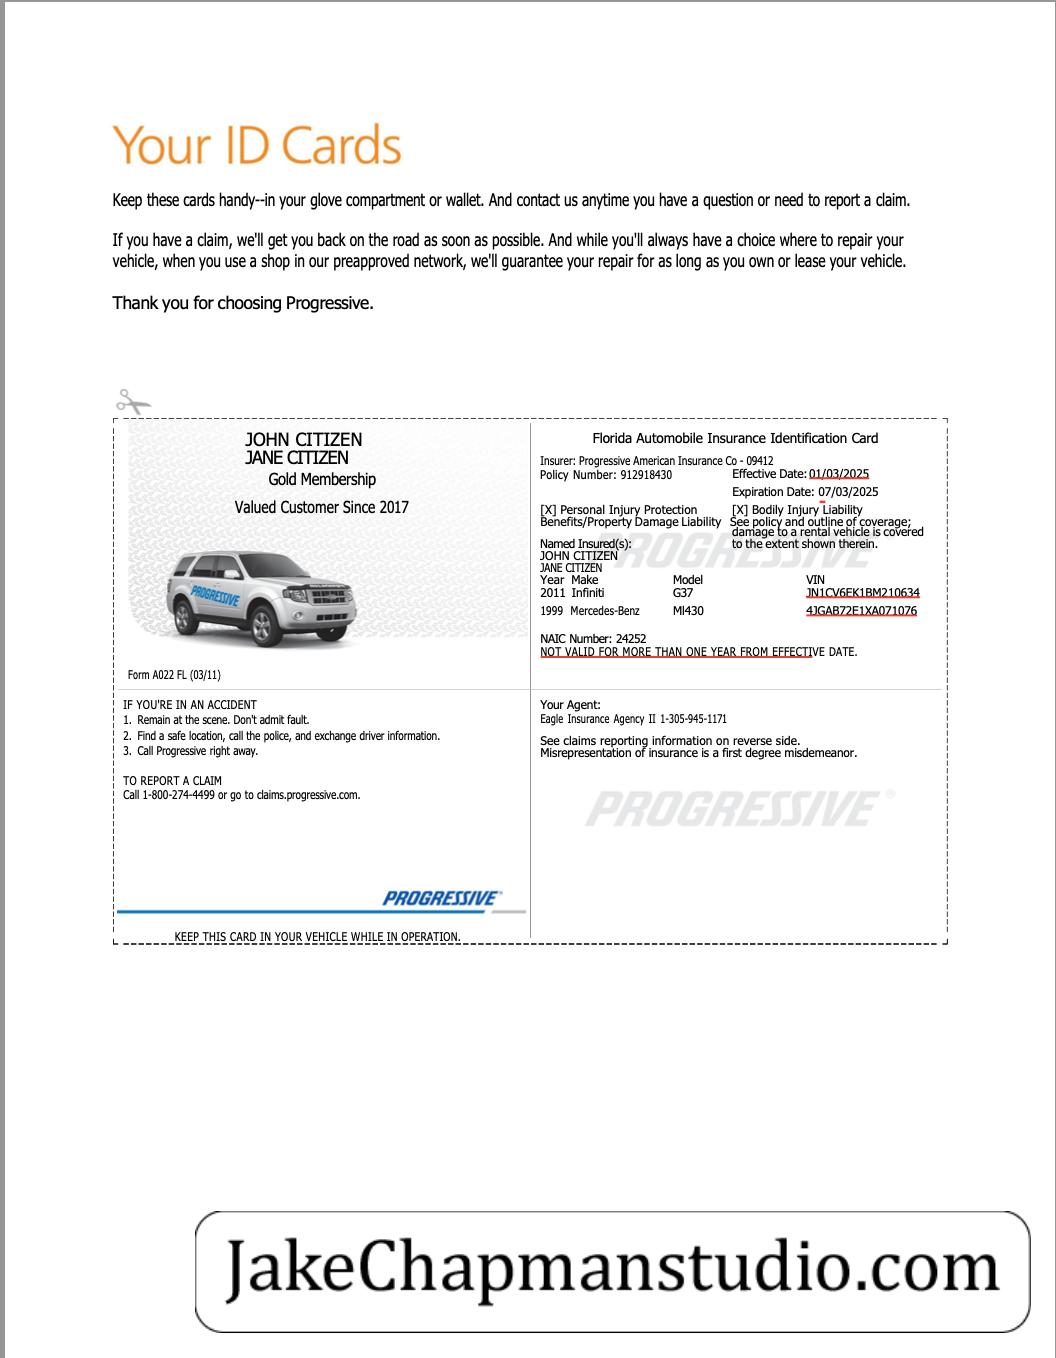 Your ID Cards
Keep these cards handy--in your glove compartment or wallet. And contact us anytime you have a question or need to report a claim.
If you have a claim, we'll get you back on the road as soon as possible. And while you'll always have a choice where to repair your
vehicle, when you use a shop in our preapproved network, we'll guarantee your repair for as long as you own or lease your vehicle.
Thank you for choosing Progressive.
JOHN CITIZEN
JANE CITIZEN
Gold Membership
Valued Customer Since 2017
PROGRESSIVE
Form A022 FL (03/11)
Florida Automobile Insurance Identification Card
Insurer: Progressive American Insurance Co - 09412
Policy Number: 912918430
Effective Date: 01/03/2025
Expiration Date: 07/03/2025
[X] Personal Injury Protection
Benefits/Property Damage Liability
[X] Bodily Injury Liability
See policy and outline of coverage;
damage to a rental vehicle is covered
to the extent shown therein.
PROGRESSIVE
Named Insured(s):
JOHN CITIZEN
JANE CITIZEN
Year Make Model VIN
2011 Infiniti G37 JN1CV6EK1BM210634
1999 Mercedes-Benz Ml430 4JGAB72E1XA071076
NAIC Number: 24252
NOT VALID FOR MORE THAN ONE YEAR FROM EFFECTIVE DATE.
IF YOU'RE IN AN ACCIDENT
1. Remain at the scene. Don't admit fault.
2. Find a safe location, call the police, and exchange driver information.
3. Call Progressive right away.
TO REPORT A CLAIM
Call 1-800-274-4499 or go to claims.progressive.com.
PROGRESSIVE
KEEP THIS CARD IN YOUR VEHICLE WHILE IN OPERATION.
Your Agent:
Eagle Insurance Agency II 1-305-945-1171
See claims reporting information on reverse side.
Misrepresentation of insurance is a first degree misdemeanor.
PROGRESSIVE®
JakeChapmanstudio.com